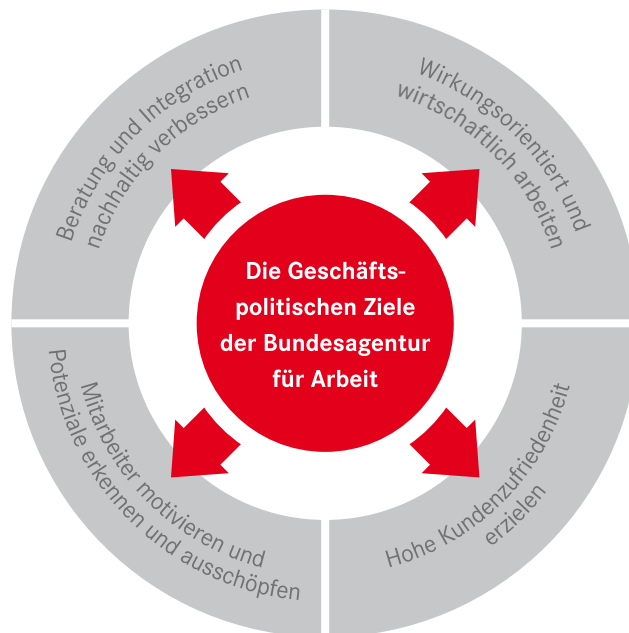 Beratung und Integration
nachhaltig verbessern
Wirkungsorientiert und
wirtschaftlich arbeiten
Die Geschäfts-
politischen Ziele
der Bundesagentur
für Arbeit
Mitarbeiter motivieren und
Potenziale erkennen und ausschöpfen
Hohe Kundenzufriedenheit
erzielen